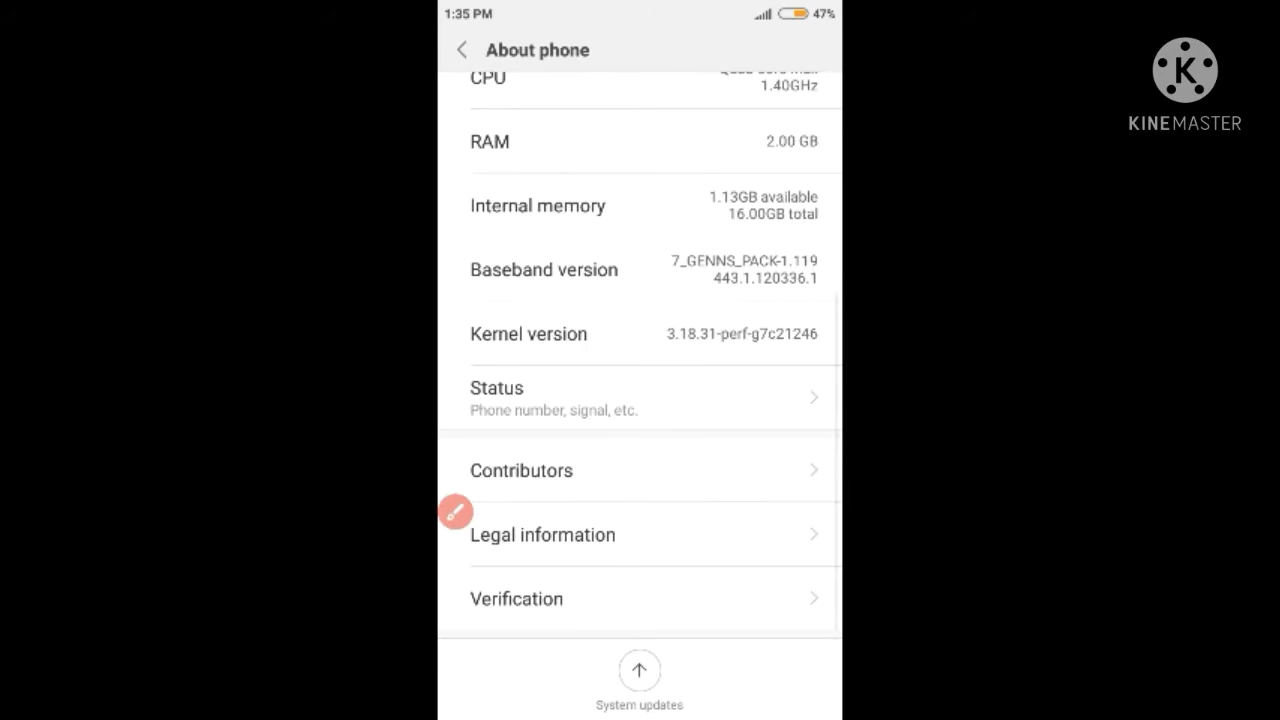 1:35 PM 47%
About phone
CPU
1.40GHz
RAM 2.00 GB
Internal memory 1.13GB available
16.00GB total
Baseband version 7_GENNS_PACK-1.119
443.1.120336.1
Kernel version 3.18.31-perf-g7c21246
Status
Phone number, signal, etc.
Contributors
Legal information
Verification
System updates
K
KINEMASTER